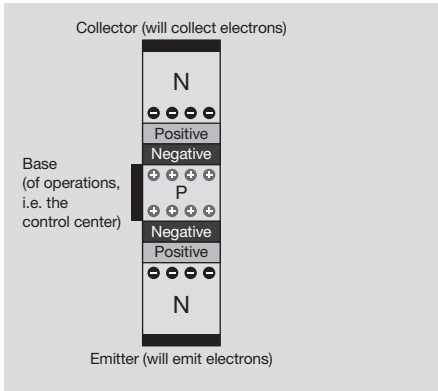 Collector (will collect electrons)
N
Positive
Negative
Base
(of operations,
i.e. the
control center)
P
Negative
Positive
N
Emitter (will emit electrons)